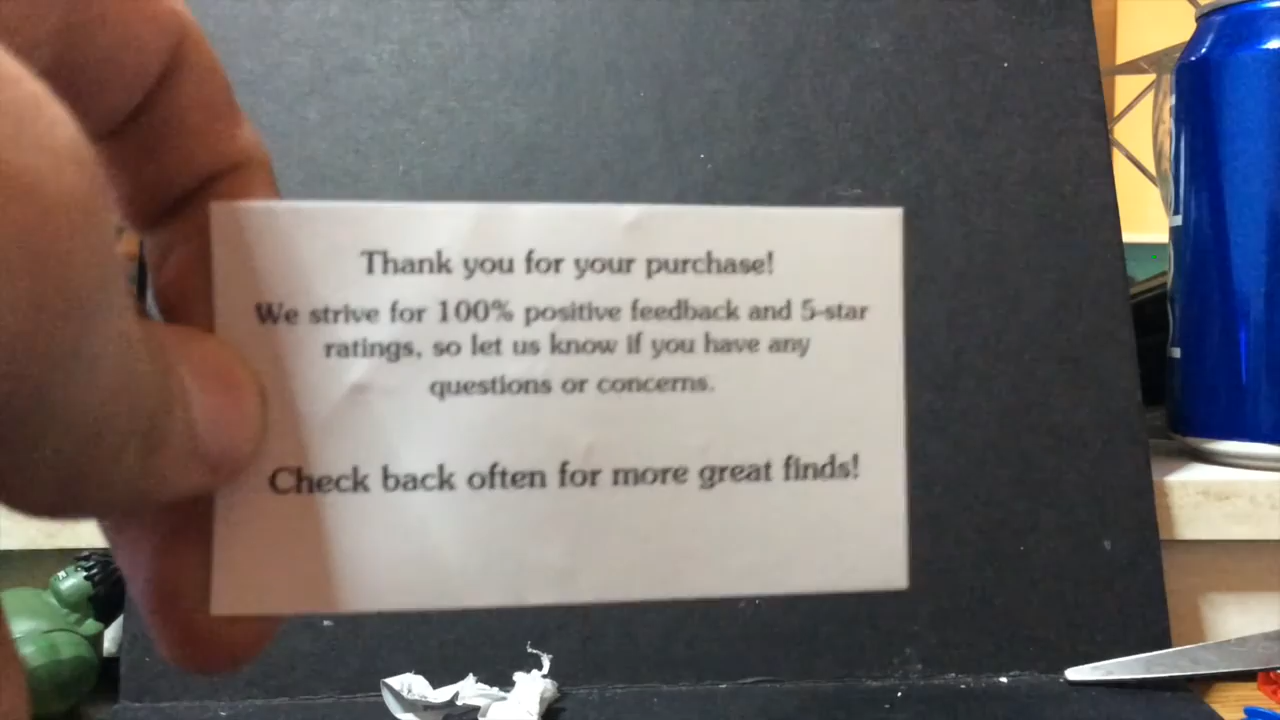 Thank you for your purchase!
We strive for 100% positive feedback and 5-star
ratings, so let us know if you have any
questions or concerns.
Check back often for more great finds!